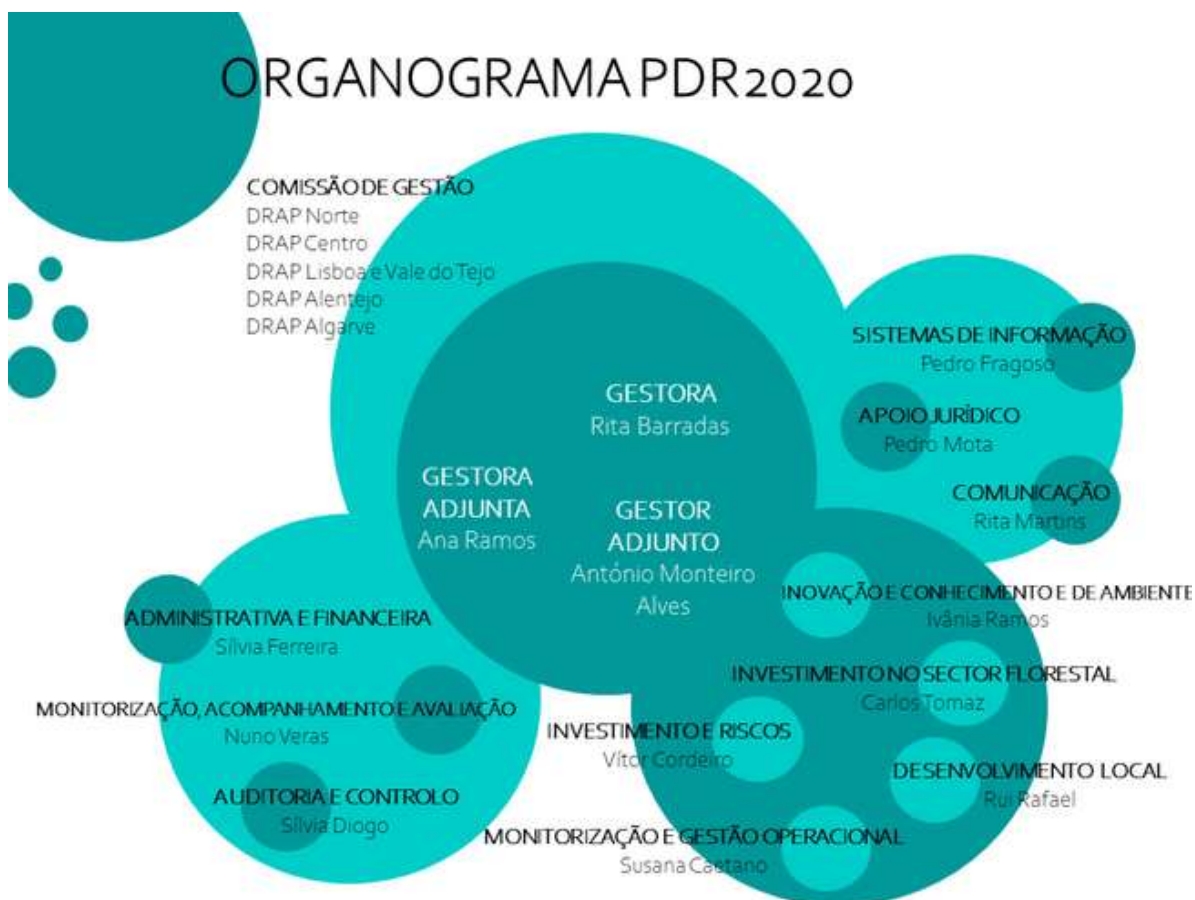 ORGANOGRAMA PDR2020
COMISSÃO DE GESTÃO
DRAP Norte
DRAP Centro
DRAP Lisboa e Vale do Tejo
DRAP Alentejo
DRAP Algarve
GESTORA
Rita Barradas
GESTORA
ADJUNTA
Ana Ramos
GESTOR
ADJUNTO
António Monteiro
Alves
SISTEMAS DE INFORMAÇÃO
Pedro Fragoso
APOIO JURÍDICO
Pedro Mota
COMUNICAÇÃO
Rita Martins
ADMINISTRATIVA E FINANCEIRA
Sílvia Ferreira
MONITORIZAÇÃO, ACOMPANHAMENTO E AVALIAÇÃO
Nuno Veras
AUDITORIA E CONTROLO
Sílvia Diogo
INOVAÇÃO E CONHECIMENTO E DE AMBIENTE
Ivânia Ramos
INVESTIMENTO NO SECTOR FLORESTAL
Carlos Tomaz
INVESTIMENTO E RISCOS
Vítor Cordeiro
DESENVOLVIMENTO LOCAL
Rui Rafael
MONITORIZAÇÃO E GESTÃO OPERACIONAL
Susana Caetano